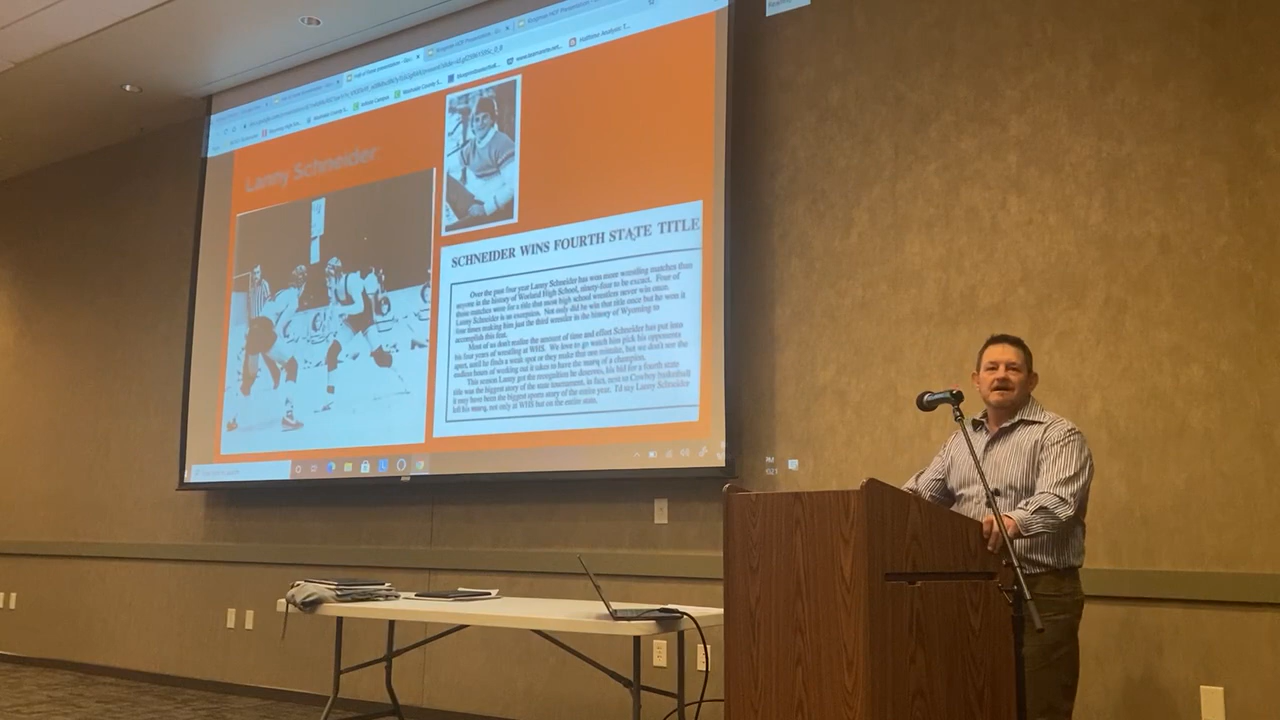 Lanny Schneider
SCHNEIDER WINS FOURTH STATE TITLE
Over the past four year Lanny Schneider has won more wrestling matches than
anyone in the history of Worland High School, ninety-four to be exact. Four of
those matches were for a title that most high school wrestlers never win once.
Lanny Schneider is an exception. Not only did he win that title once but he won it
four times making him just the third wrestler in the history of Wyoming to
accomplish this feat.
Most of us don't realize the amount of time and effort Schneider has put into
his four years of wrestling at WHS. We love to go watch him pick his opponents
apart, until he finds a weak spot or they make that one mistake, but we don't see the
endless hours of working out it takes to have the marq of a champion.
This season Lanny got the recognition he deserves, his bid for a fourth state
title was the biggest story of the state tournament, in fact, next to Cowboy basketball
it may have been the biggest sports story of the entire year. I'd say Lanny Schneider
left his marq, not only at WHS but on the entire state.
PM